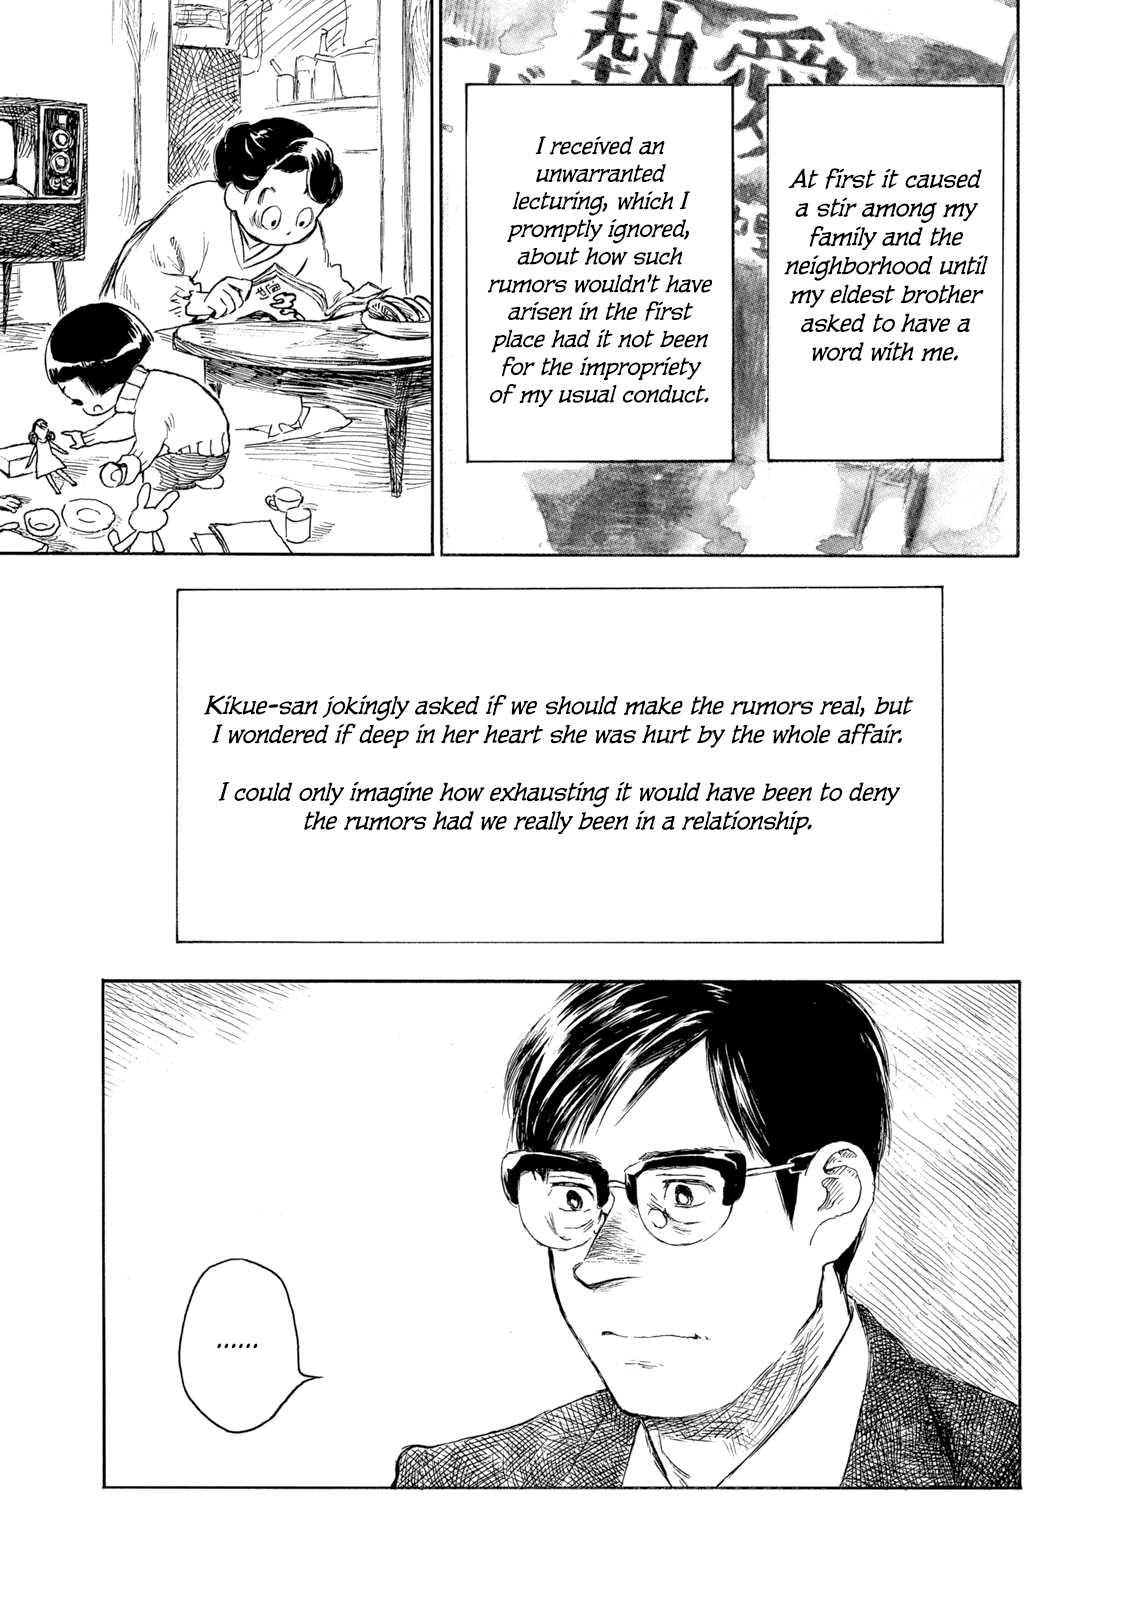 熱愛
At first it caused
a stir among my
family and the
neighborhood until
my eldest brother
asked to have a
word with me.
I received an
unwarranted
lecturing, which I
promptly ignored,
about how such
rumors wouldn't have
arisen in the first
place had it not been
for the impropriety
of my usual conduct.
Kikue-san jokingly asked if we should make the rumors real, but
I wondered if deep in her heart she was hurt by the whole affair.
I could only imagine how exhausting it would have been to deny
the rumors had we really been in a relationship.
......